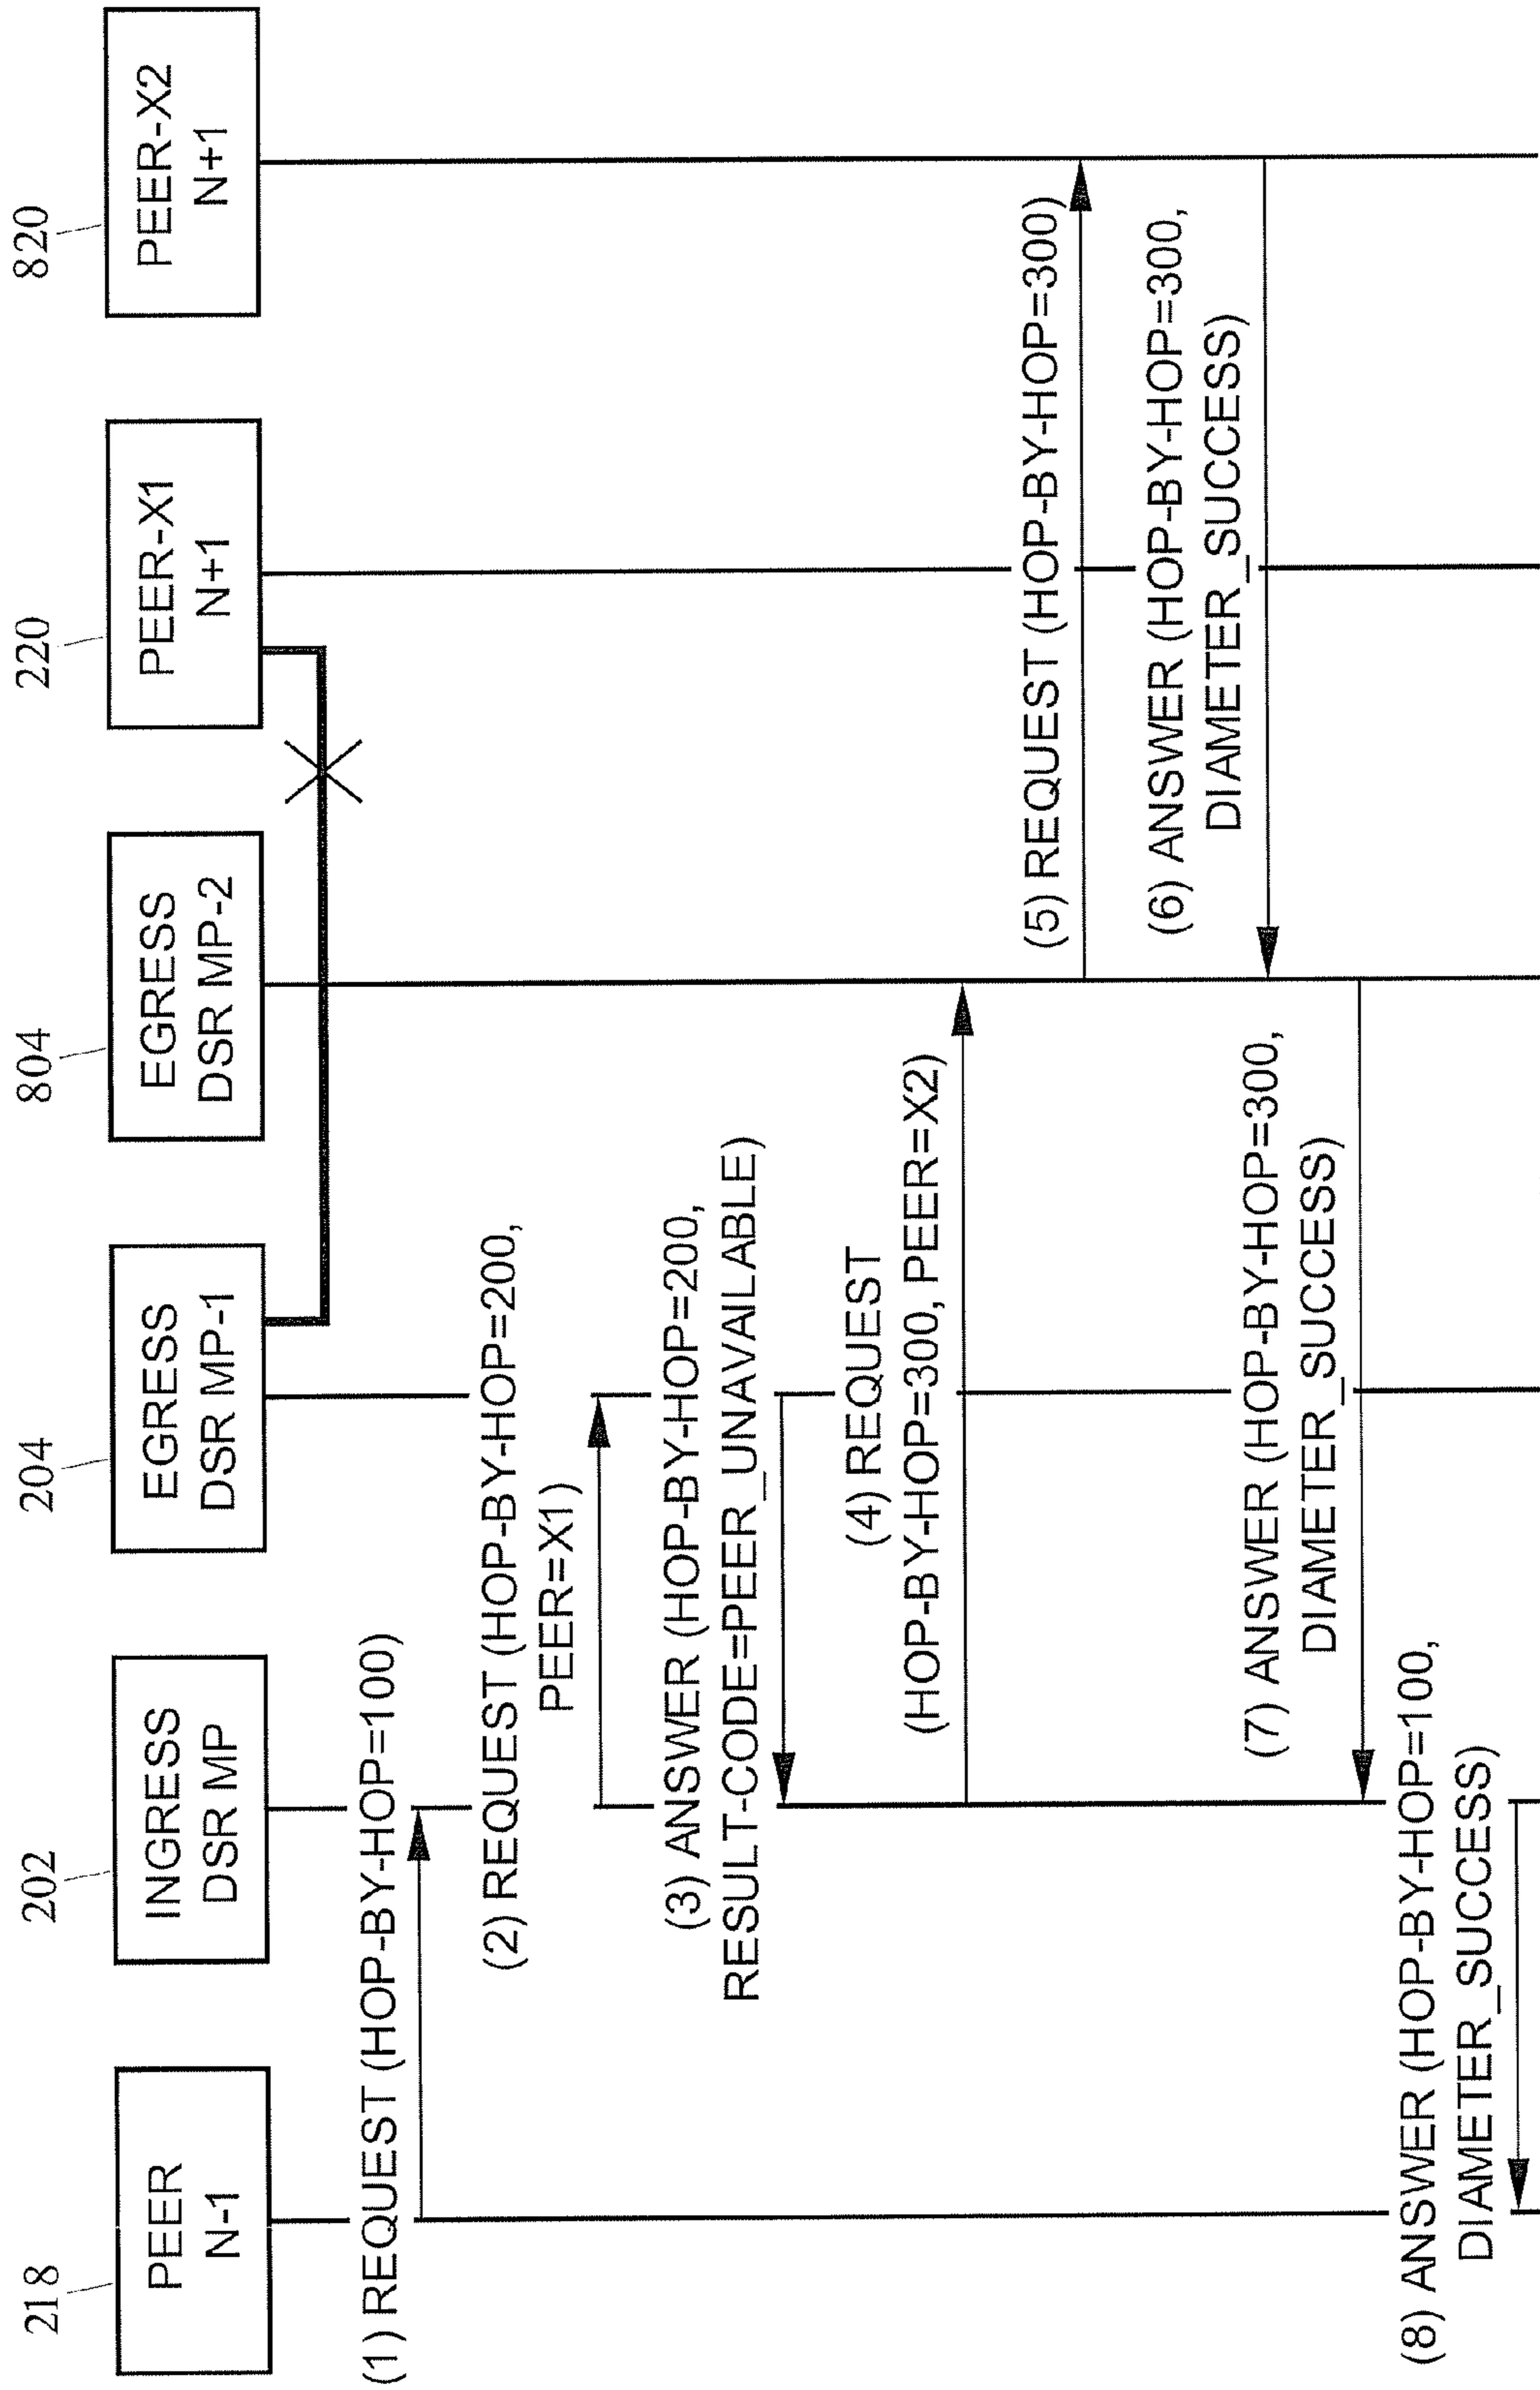 218
202
204
804
220
820
PEER
N-1
INGRESS
DSR MP
EGRESS
DSR MP-1
EGRESS
DSR MP-2
PEER-X1
N+1
PEER-X2
N+1
(1) REQUEST (HOP-BY-HOP=100)
(2) REQUEST (HOP-BY-HOP=200,
PEER=X1)
(3) ANSWER (HOP-BY-HOP=200,
RESULT-CODE=PEER_UNAVAILABLE)
(4) REQUEST
(HOP-BY-HOP=300, PEER=X2)
(5) REQUEST (HOP-BY-HOP=300)
(6) ANSWER (HOP-BY-HOP=300,
DIAMETER_SUCCESS)
(7) ANSWER (HOP-BY-HOP=300,
DIAMETER_SUCCESS)
(8) ANSWER (HOP-BY-HOP=100,
DIAMETER_SUCCESS)